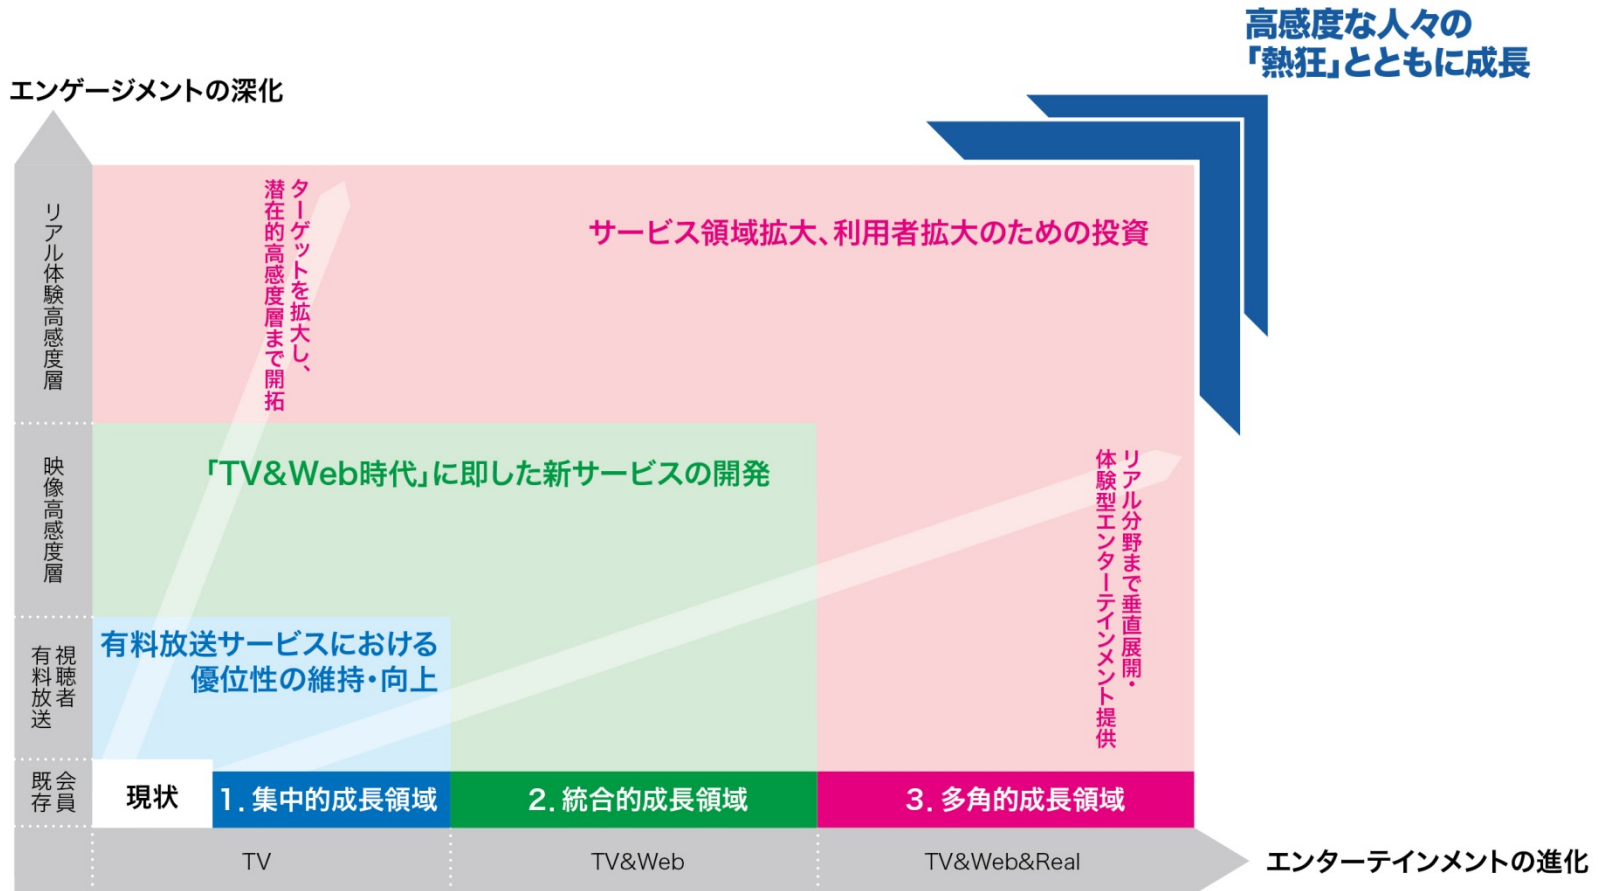 高感度な人々の
「熱狂」とともに成長
エンゲージメントの深化
リアル体験高感度層
映像高感度層
有料放送
視聴者
既存
会員
ターゲットを拡大し、
潜在的高感度層まで開拓
サービス領域拡大、利用者拡大のための投資
「TV&Web時代」に即した新サービスの開発
リアル分野まで垂直展開・
体験型エンターテインメント提供
有料放送サービスにおける
優位性の維持・向上
現状
1. 集中的成長領域
2. 統合的成長領域
3. 多角的成長領域
TV
TV&Web
TV&Web&Real
エンターテインメントの進化